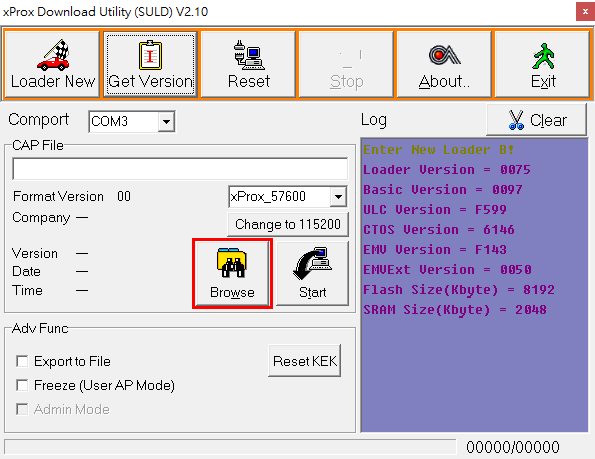 xProx Download Utility (SULD) V2.10
x
Loader New
Get Version
Reset
Stop
About..
Exit
Comport
COM3
Log
Clear
CAP File
Format Version 00
xProx_57600
Company —
Change to 115200
Version —
Date —
Time —
Browse
Start
Adv Func
Export to File
Reset KEK
Freeze (User AP Mode)
Admin Mode
Enter New Loader B!
Loader Version = 0075
Basic Version = 0097
ULC Version = F599
CTOS Version = 6146
EMV Version = F143
EMVExt Version = 0050
Flash Size(Kbyte) = 8192
SRAM Size(Kbyte) = 2048
00000/00000